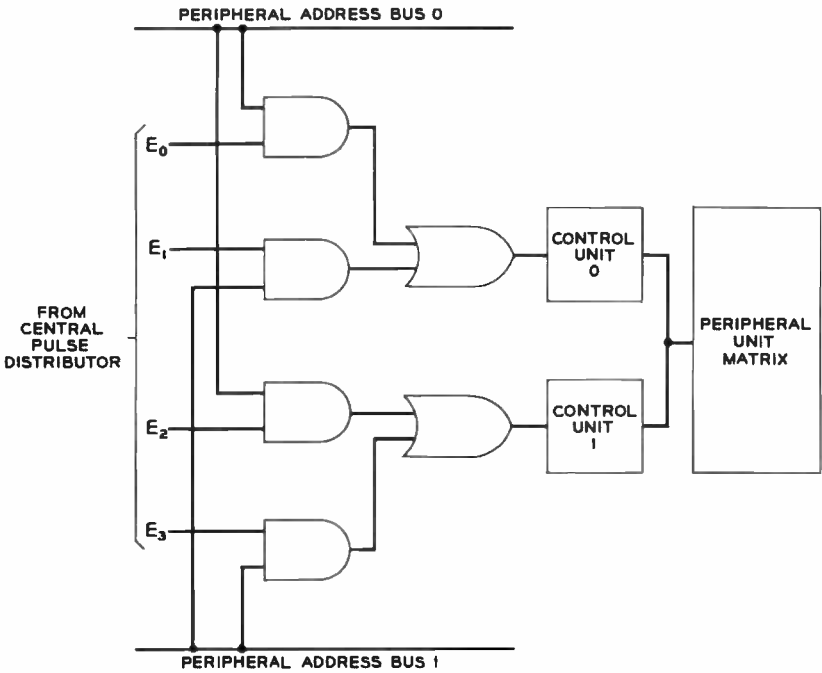 PERIPHERAL ADDRESS BUS 0
E0
E1
FROM
CENTRAL
PULSE
DISTRIBUTOR
E2
E3
CONTROL
UNIT
0
CONTROL
UNIT
1
PERIPHERAL
UNIT
MATRIX
PERIPHERAL ADDRESS BUS 1